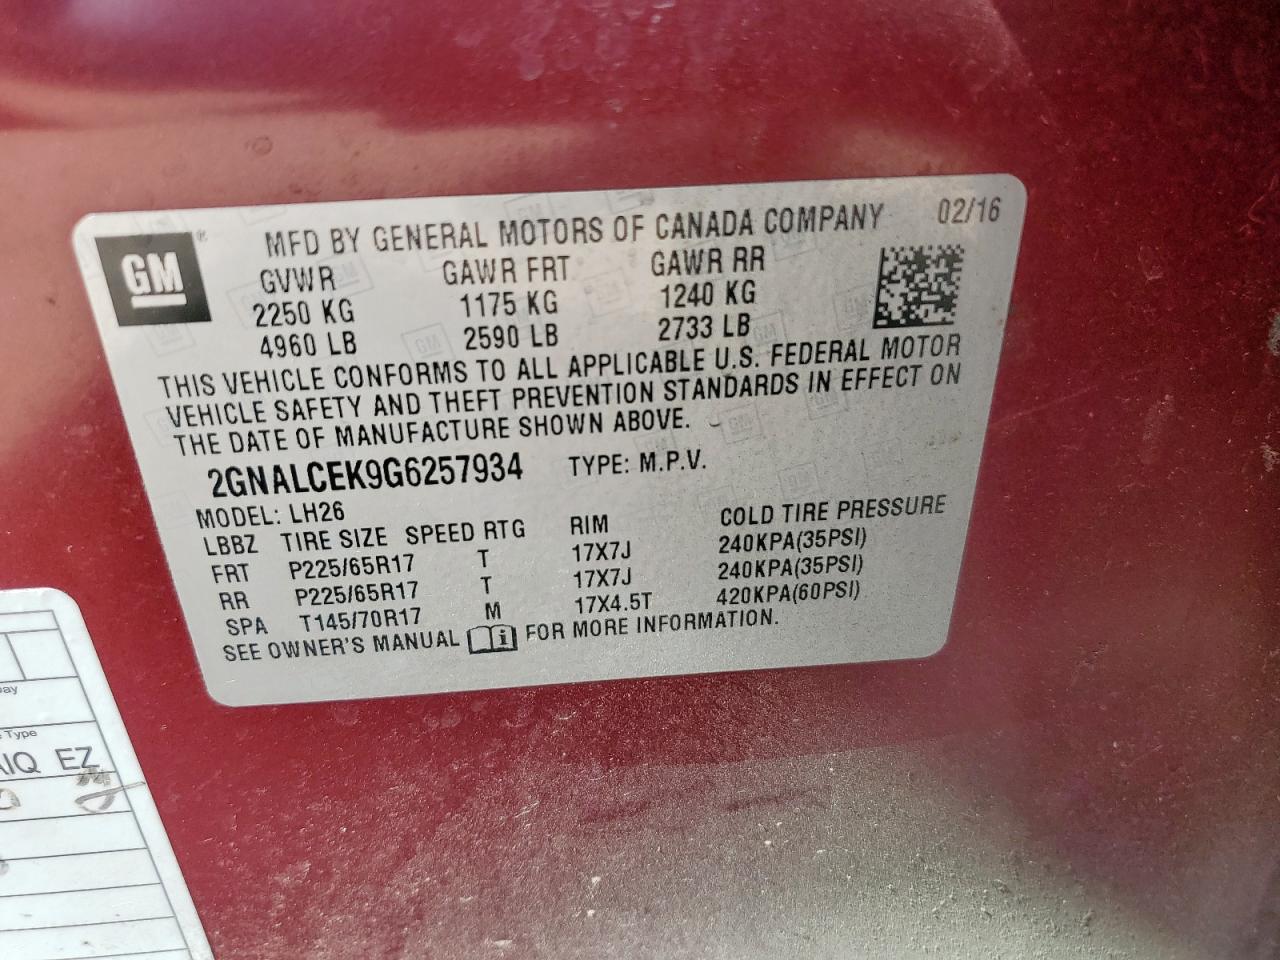 GM ®
MFD BY GENERAL MOTORS OF CANADA COMPANY 02/16
GVWR GAWR FRT GAWR RR
2250 KG 1175 KG 1240 KG
4960 LB 2590 LB 2733 LB
THIS VEHICLE CONFORMS TO ALL APPLICABLE U.S. FEDERAL MOTOR
VEHICLE SAFETY AND THEFT PREVENTION STANDARDS IN EFFECT ON
THE DATE OF MANUFACTURE SHOWN ABOVE.
2GNALCEK9G6257934 TYPE: M.P.V.
MODEL: LH26
LBBZ TIRE SIZE SPEED RTG RIM COLD TIRE PRESSURE
FRT P225/65R17 T 17X7J 240KPA(35PSI)
RR P225/65R17 T 17X7J 240KPA(35PSI)
SPA T145/70R17 M 17X4.5T 420KPA(60PSI)
SEE OWNER'S MANUAL i FOR MORE INFORMATION.
Type
EZ